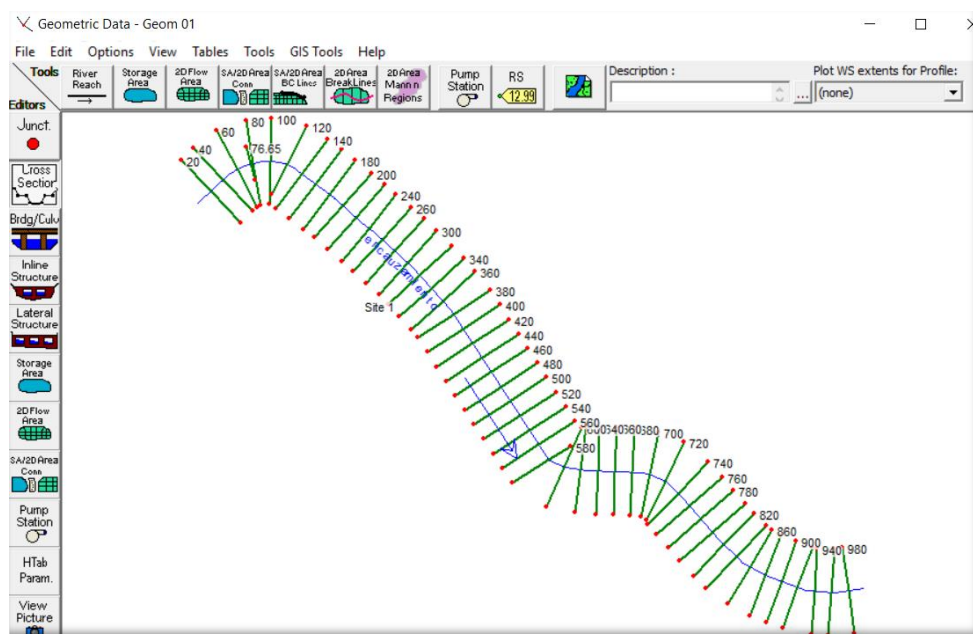 Geometric Data - Geom 01
File Edit Options View Tables Tools GIS Tools Help
Tools
Editors
River Reach
Storage Area
2D Flow Area
SA/2D Area Conn
SA/2D Area BC Lines
2D Area BreakLines
2D Area Mann n Regions
Pump Station
RS
12.99
Description :
...
Plot WS extents for Profile:
(none)
Junct.
Cross Section
Brdg/Culv
Inline Structure
Lateral Structure
Storage Area
2D Flow Area
SA/2D Area Conn
Pump Station
HTab Param.
View Picture
20
40
60
80
76.65
100
120
140
180
200
240
260
300
340
360
encauzamiento
Site 1
380
400
420
440
460
480
500
520
540
560
580
640
660
680
700
720
740
760
780
820
860
900
940
980